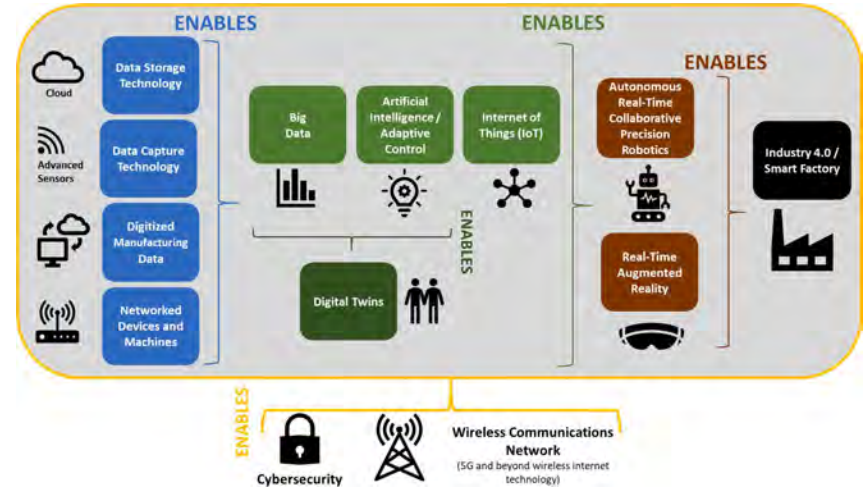 ENABLES
ENABLES
ENABLES
Cloud
Data Storage
Technology
Advanced
Sensors
Data Capture
Technology
Digitized
Manufacturing
Data
Networked
Devices and
Machines
Big
Data
Artificial
Intelligence /
Adaptive
Control
Internet of
Things (IoT)
ENABLES
Digital Twins
Autonomous
Real-Time
Collaborative
Precision
Robotics
Real-Time
Augmented
Reality
Industry 4.0 /
Smart Factory
ENABLES
Cybersecurity
Wireless Communications
Network
(5G and beyond wireless internet
technology)